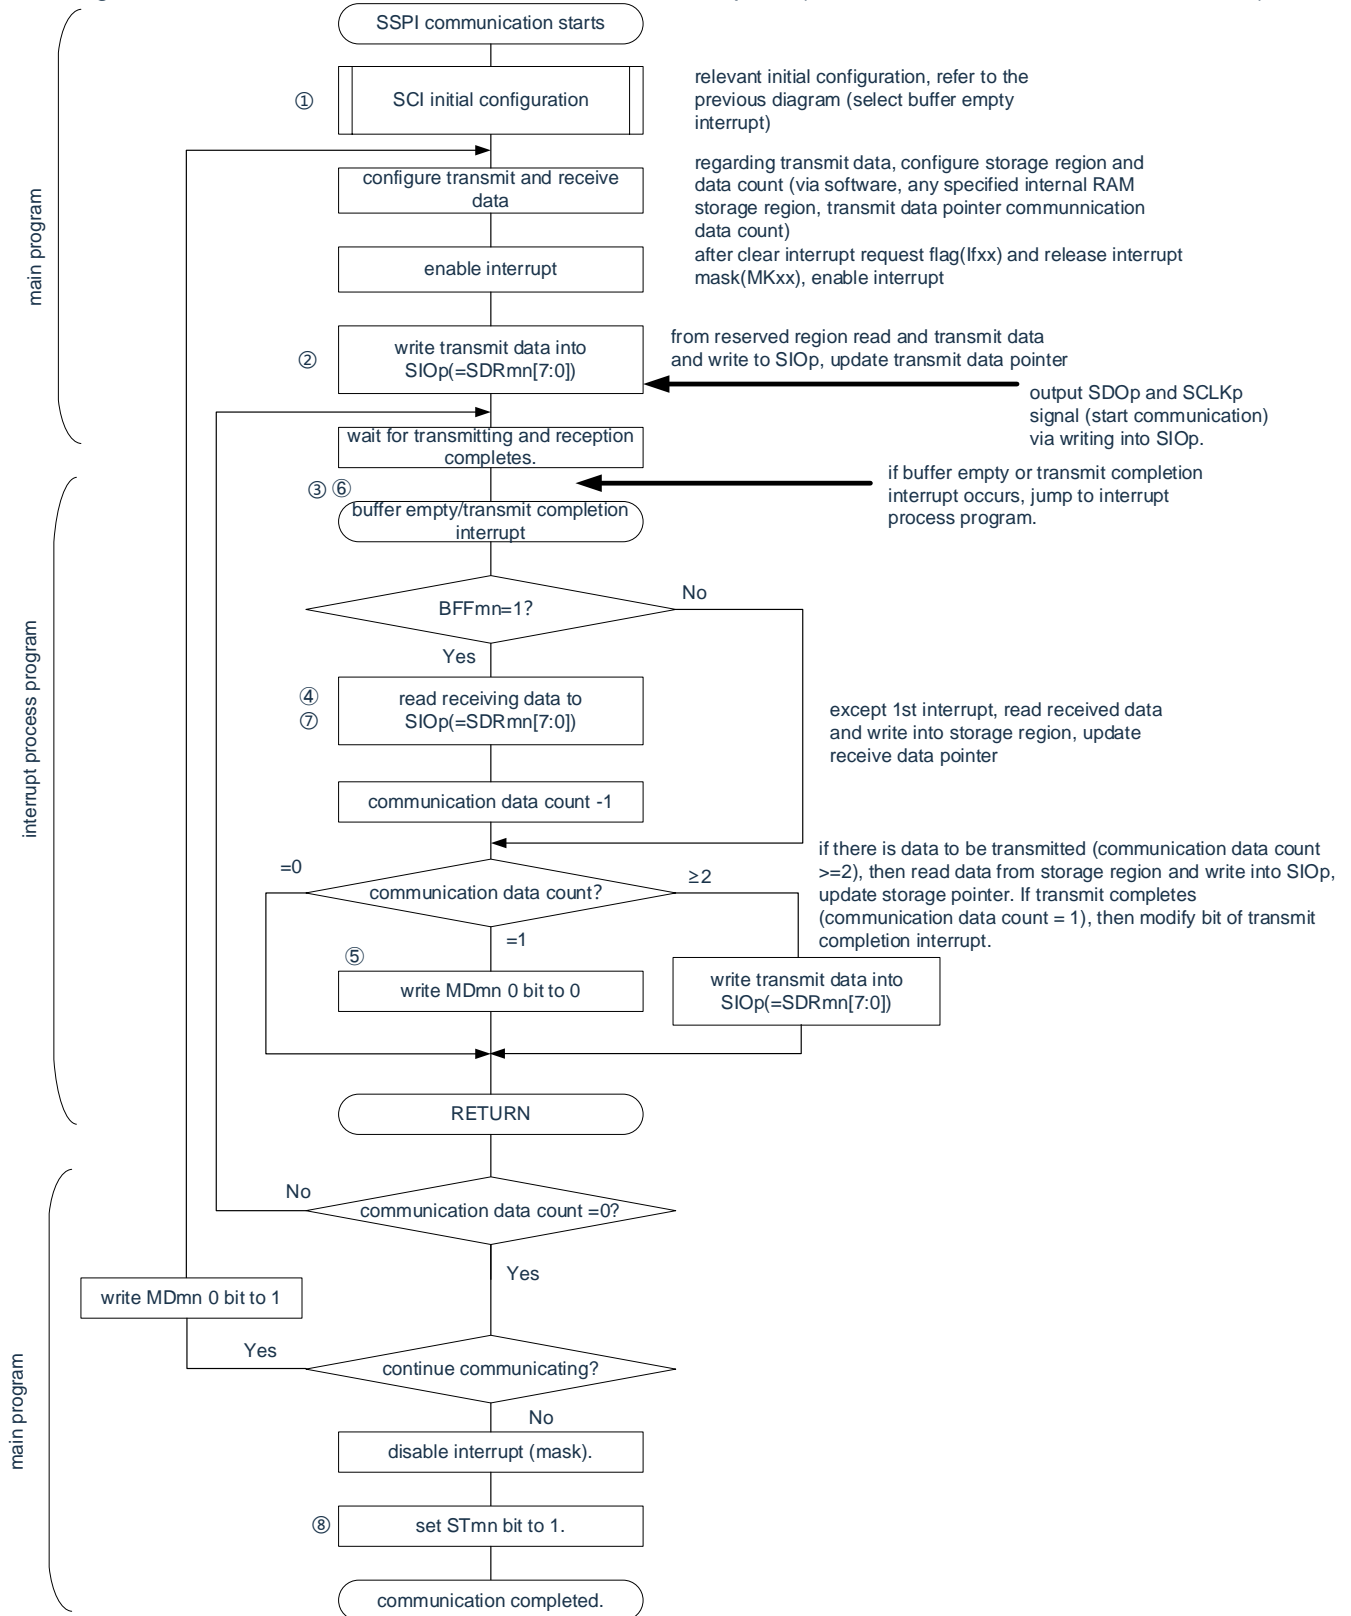 SSPI communication starts
①
SCI initial configuration
relevant initial configuration, refer to the
previous diagram (select buffer empty
interrupt)
main program
configure transmit and receive
data
regarding transmit data, configure storage region and
data count (via software, any specified internal RAM
storage region, transmit data pointer communnication
data count)
enable interrupt
after clear interrupt request flag(Ifxx) and release interrupt
mask(MKxx), enable interrupt
②
write transmit data into
SIOp(=SDRmn[7:0])
from reserved region read and transmit data
and write to SIOp, update transmit data pointer
output SDOp and SCLKp
signal (start communication)
via writing into SIOp.
wait for transmitting and reception
completes.
if buffer empty or transmit completion
interrupt occurs, jump to interrupt
process program.
③ ⑥
buffer empty/transmit completion
interrupt
interrupt process program
BFFmn=1?
No
Yes
④
⑦
read receiving data to
SIOp(=SDRmn[7:0])
except 1st interrupt, read received data
and write into storage region, update
receive data pointer
communication data count -1
=0
communication data count?
≥2
=1
if there is data to be transmitted (communication data count
>=2), then read data from storage region and write into SIOp,
update storage pointer. If transmit completes
(communication data count = 1), then modify bit of transmit
completion interrupt.
⑤
write MDmn 0 bit to 0
write transmit data into
SIOp(=SDRmn[7:0])
RETURN
main program
No
communication data count =0?
Yes
write MDmn 0 bit to 1
Yes
continue communicating?
No
disable interrupt (mask).
⑧
set STmn bit to 1.
communication completed.